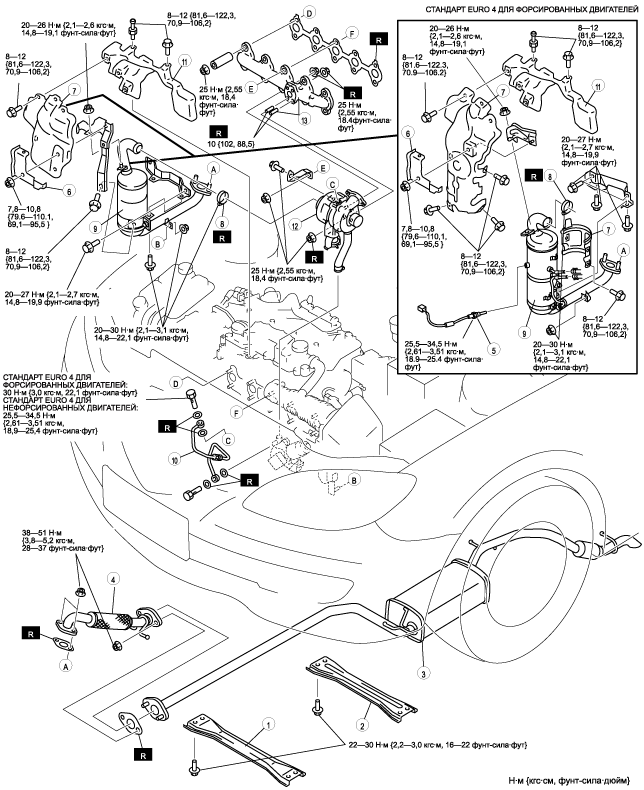 СТАНДАРТ EURO 4 ДЛЯ ФОРСИРОВАННЫХ ДВИГАТЕЛЕЙ
20—26 Н·м {2,1—2,6 кгс·м,
14,8—19,1 фунт·сила·фут}
8—12 {81,6—122,3,
70,9—106,2}
D
F
R
8—12
{81,6—122,3,
70,9—106,2}
7
11
E
25 Н·м {2,55
кгс·м, 18,4
фунт·сила·
фут}
R
25 Н·м
{2,55 кгс·м,
18.4фунт·сила·
фут}
R
10 {102, 88,5}
13
6
A
7,8—10,8
{79.6—110.1,
69,1—95,5 }
9
B
8
R
E
C
12
R
8—12
{81,6—122,3,
70,9—106,2}
20—27 Н·м {2,1—2,7 кгс·м,
14,8—19,9 фунт·сила·фут}
20—30 Н·м {2,1—3,1 кгс·м,
14,8—22,1 фунт·сила·фут}
25 Н·м {2,55 кгс·м,
18,4 фунт·сила·фут}
20—26 Н·м
{2,1—2,6 кгс·м,
14,8—19,1
фунт·сила·фут}
8—12
{81,6—122,3,
70,9—106,2}
8—12
{81,6—122,3,
70.9—106,2}
7
11
6
20—27 Н·м
{2,1—2,7 кгс·м,
14,8—19,9
фунт·сила·фут}
R
8
7,8—10,8
{79.6—110.1,
69,1—95,5}
8—12
{81,6—122,3,
70,9—106,2}
7
A
9
5
25,5—34,5 Н·м
{2,61—3,51 кгс·м,
18.9—25.4 фунт·
сила·фут}
20—30 Н·м
{2,1—3,1 кгс·м,
14,8—22,1
фунт·сила·фут}
8—12
{81,6—122,3,
70,9—106,2}
СТАНДАРТ EURO 4 ДЛЯ
ФОРСИРОВАННЫХ ДВИГАТЕЛЕЙ:
30 Н·м {3,0 кгс·м, 22,1 фунт·сила·фут}
СТАНДАРТ EURO 4 ДЛЯ
НЕФОРСИРОВАННЫХ ДВИГАТЕЛЕЙ:
25,5—34,5 Н·м
{2,61—3,51 кгс·м,
18,9—25,4 фунт·сила·фут}
D
F
R
C
10
R
B
38—51 Н·м
{3,8—5,2 кгс·м,
28—37 фунт·сила·фут}
4
R
A
3
R
1
2
22—30 Н·м {2,2—3,0 кгс·м, 16—22 фунт·сила·фут}
Н·м {кгс·см, фунт·сила·дюйм}